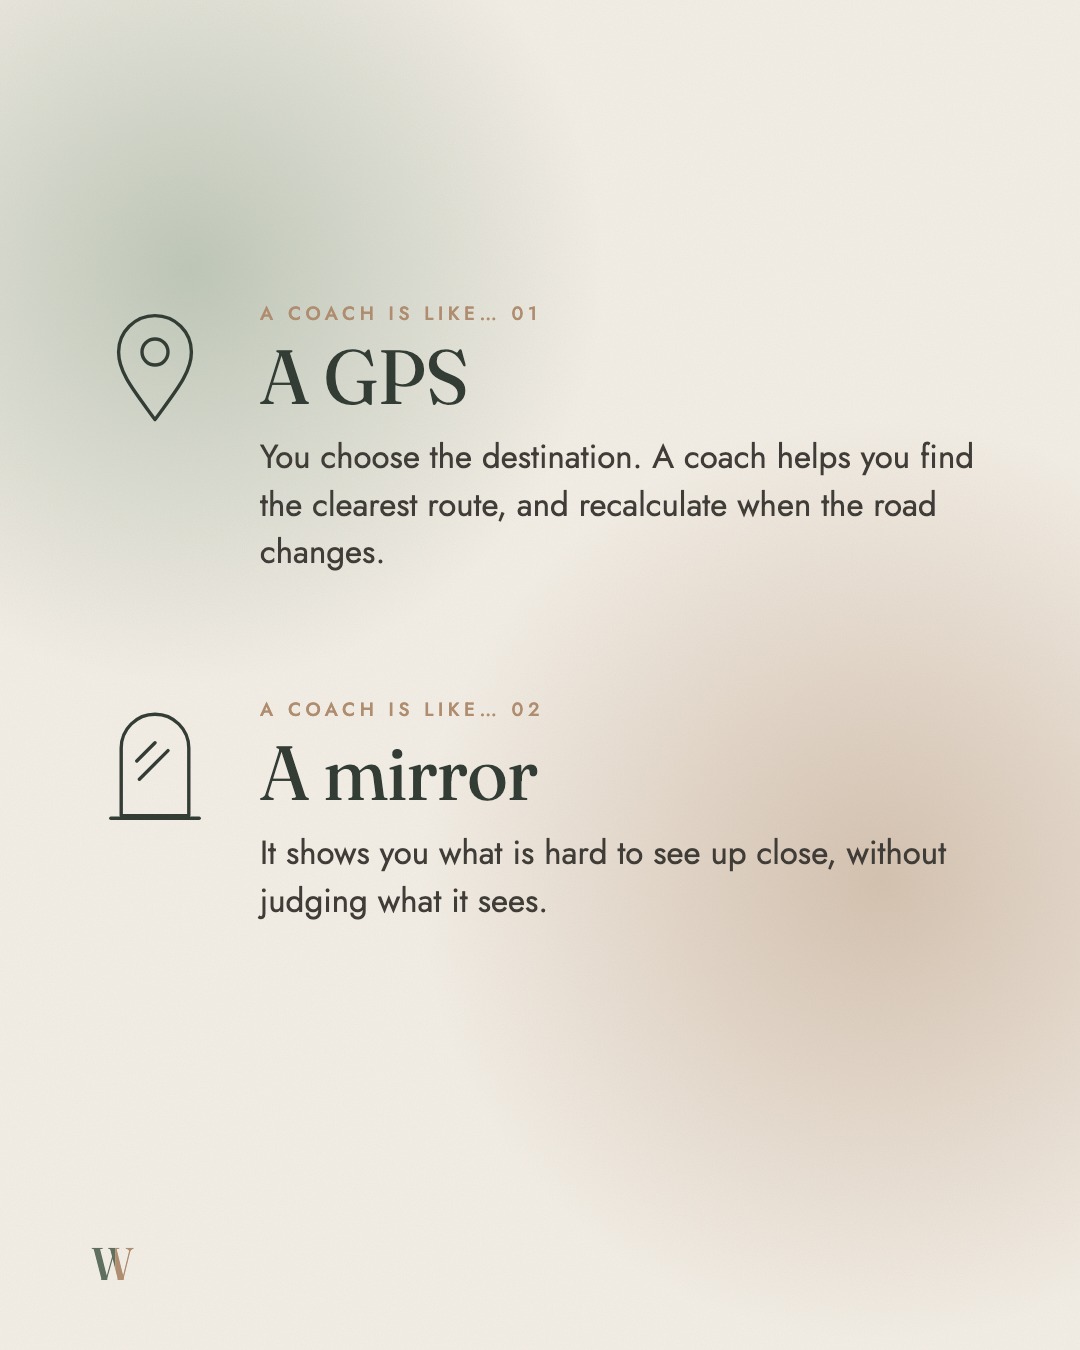 A COACH IS LIKE… 01
A GPS
You choose the destination. A coach helps you find
the clearest route, and recalculate when the road
changes.
A COACH IS LIKE… 02
A mirror
It shows you what is hard to see up close, without
judging what it sees.
W